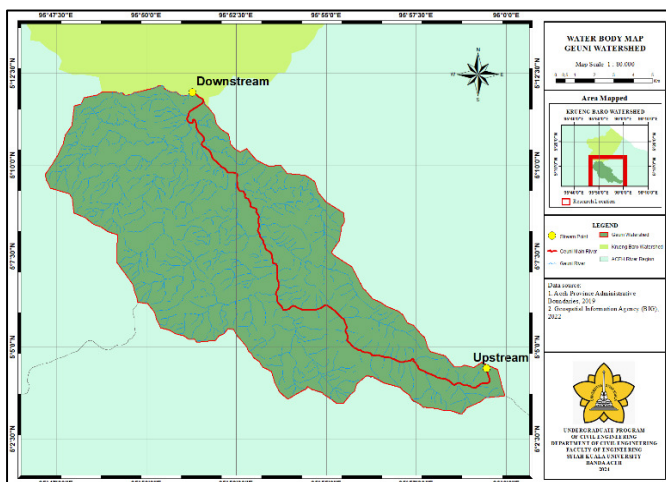 95°47'30"E
95°50'0"E
95°52'30"E
95°55'0"E
95°57'30"E
96°0'0"E
5°12'30"N
5°10'0"N
5°7'30"N
5°5'0"N
5°2'30"N
Downstream
Upstream
N
WATER BODY MAP
GEUNI WATERSHED
Map Scale 1 : 80.000
Area Mapped
KRUENG BARO WATERSHED
Research Location
LEGEND
Stream Point
Geuni Watershed
Geuni Main River
Krueng Baro Watershed
Geuni River
ACEH River Region
Data source:
1. Aceh Province Administrative
Boundaries, 2019
2. Geospatial Information Agency (BIG),
2022
UNDERGRADUATE PROGRAM
OF CIVIL ENGINEERING
DEPARTMENT OF CIVIL ENGINEERING
FACULTY OF ENGINEERING
SYIAH KUALA UNIVERSITY
BANDA ACEH
2024